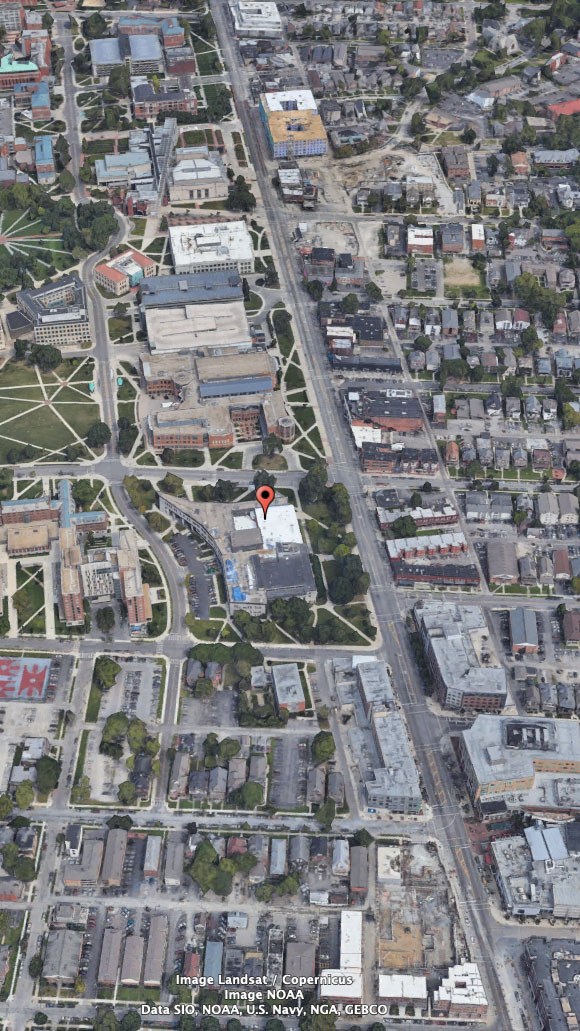 Image Landsat / Copernicus
Image NOAA
Data SIO, NOAA, U.S. Navy, NGA, GEBCO